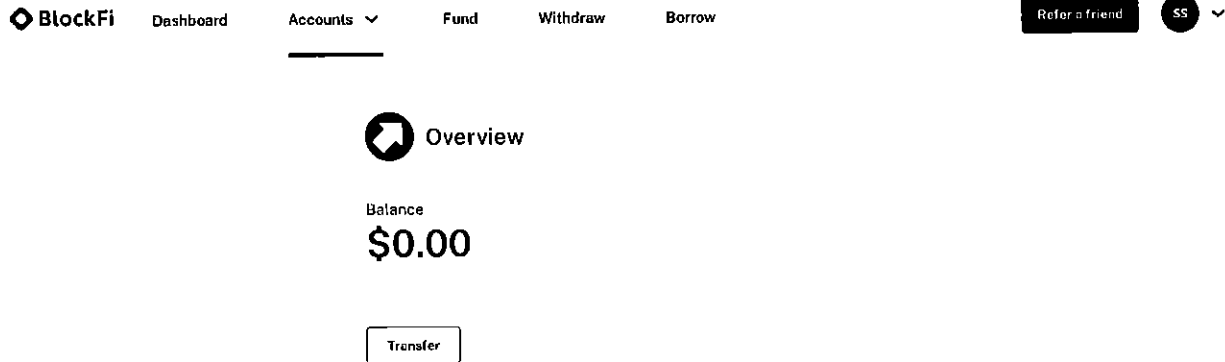 BlockFi Dashboard Accounts Fund Withdraw Borrow Refer a friend SS
Overview
Balance
$0.00
Transfer